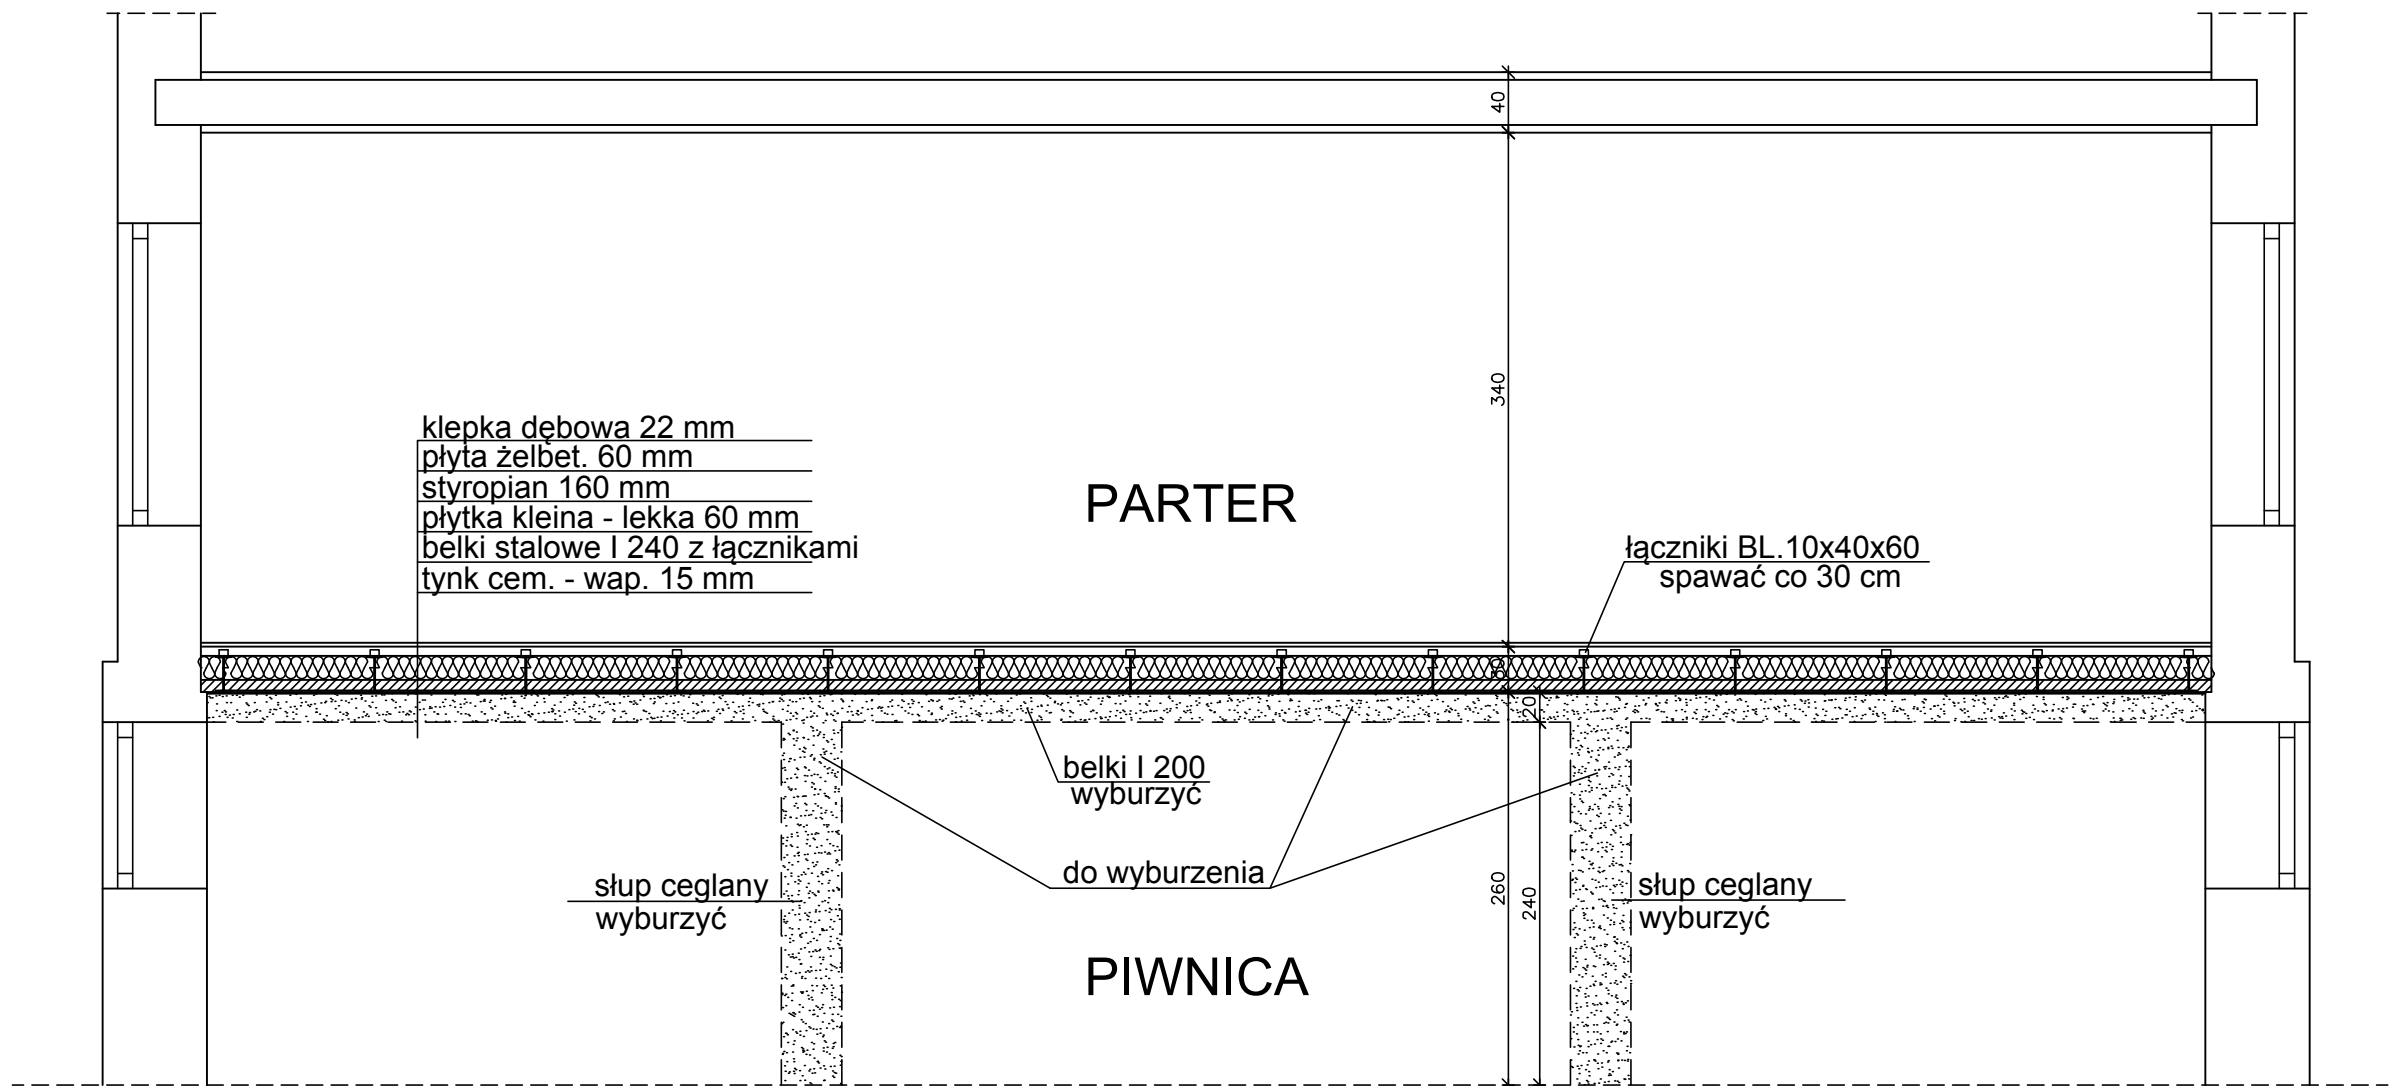 40
340
klepka dębowa 22 mm
płyta żelbet. 60 mm
styropian 160 mm
płytka kleina - lekka 60 mm
belki stalowe I 240 z łącznikami
tynk cem. - wap. 15 mm
PARTER
łączniki BL.10x40x60
spawać co 30 cm
20
belki I 200
wyburzyć
do wyburzenia
słup ceglany
wyburzyć
260
240
słup ceglany
wyburzyć
PIWNICA